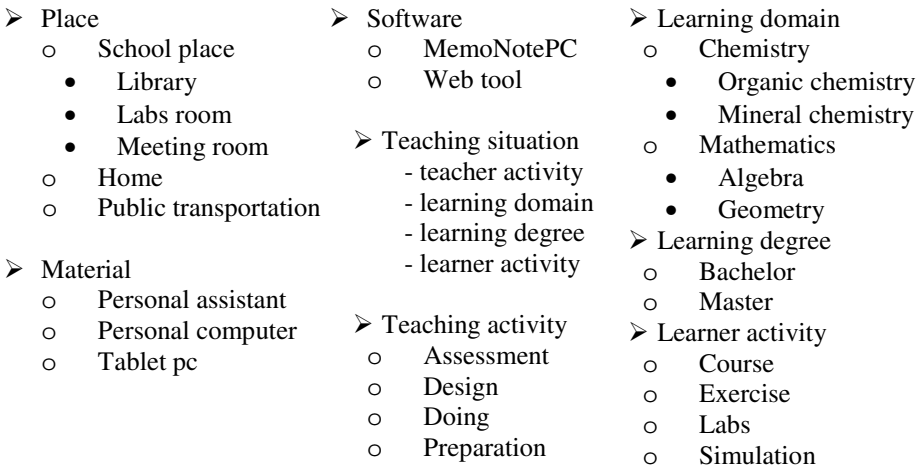 ➢ Place
o School place
• Library
• Labs room
• Meeting room
o Home
o Public transportation
➢ Material
o Personal assistant
o Personal computer
o Tablet pc
➢ Software
o MemoNotePC
o Web tool
➢ Teaching situation
- teacher activity
- learning domain
- learning degree
- learner activity
➢ Teaching activity
o Assessment
o Design
o Doing
o Preparation
➢ Learning domain
o Chemistry
• Organic chemistry
• Mineral chemistry
o Mathematics
• Algebra
• Geometry
➢ Learning degree
o Bachelor
o Master
➢ Learner activity
o Course
o Exercise
o Labs
o Simulation